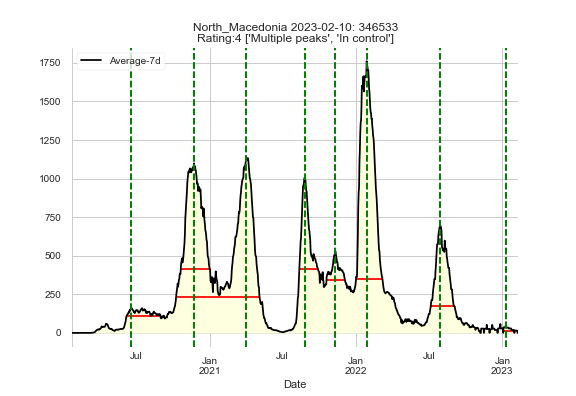 North_Macedonia 2023-02-10: 346533
Rating:4 ['Multiple peaks', 'In control']
Average-7d
1750
1500
1250
1000
750
500
250
0
Jul
Jan
2021
Jul
Jan
2022
Jul
Jan
2023
Date